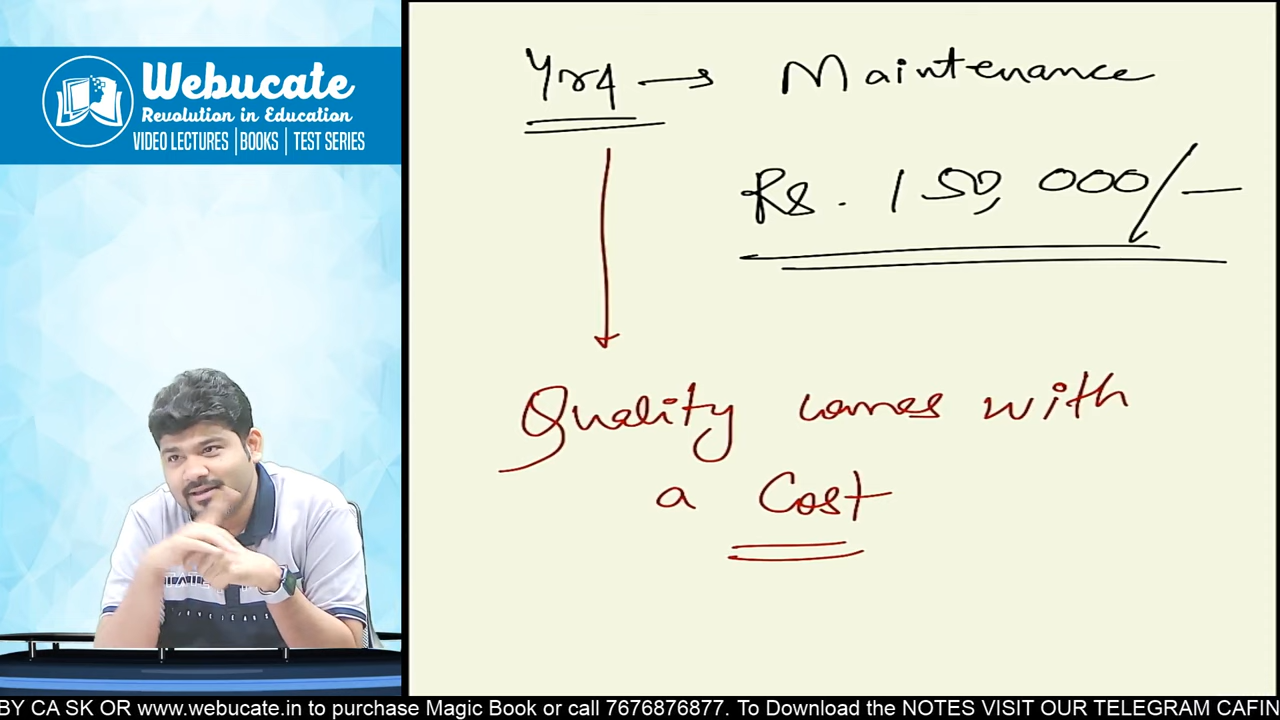 Webucate
Revolution in Education
VIDEO LECTURES | BOOKS | TEST SERIES
Yr4 → Maintenance
Rs. 150,000/-
Quality comes with
a Cost
BY CA SK OR www.webucate.in to purchase Magic Book or call 7676876877. To Download the NOTES VISIT OUR TELEGRAM CAFIN